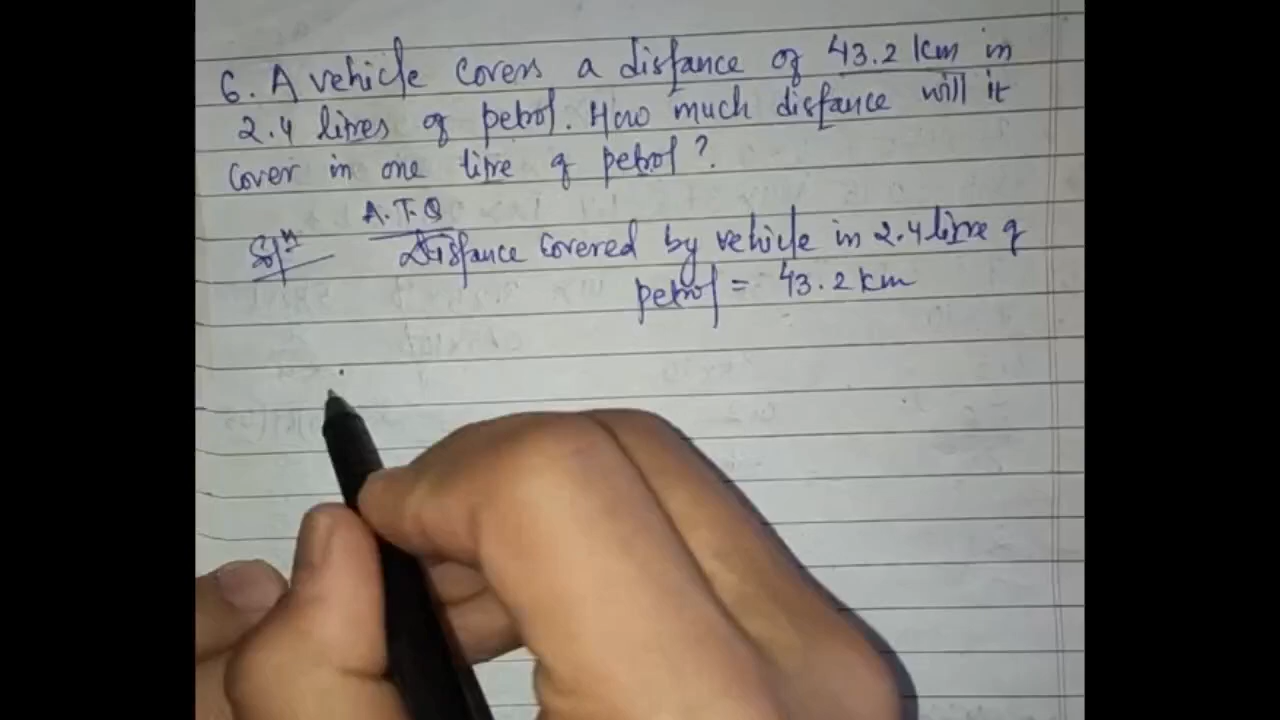 6. A vehicle covers a distance of 43.2 km in
2.4 litres of petrol. How much distance will it
cover in one litre of petrol?
A.T.Q
Solⁿ Distance covered by vehicle in 2.4 litre of
petrol = 43.2 km